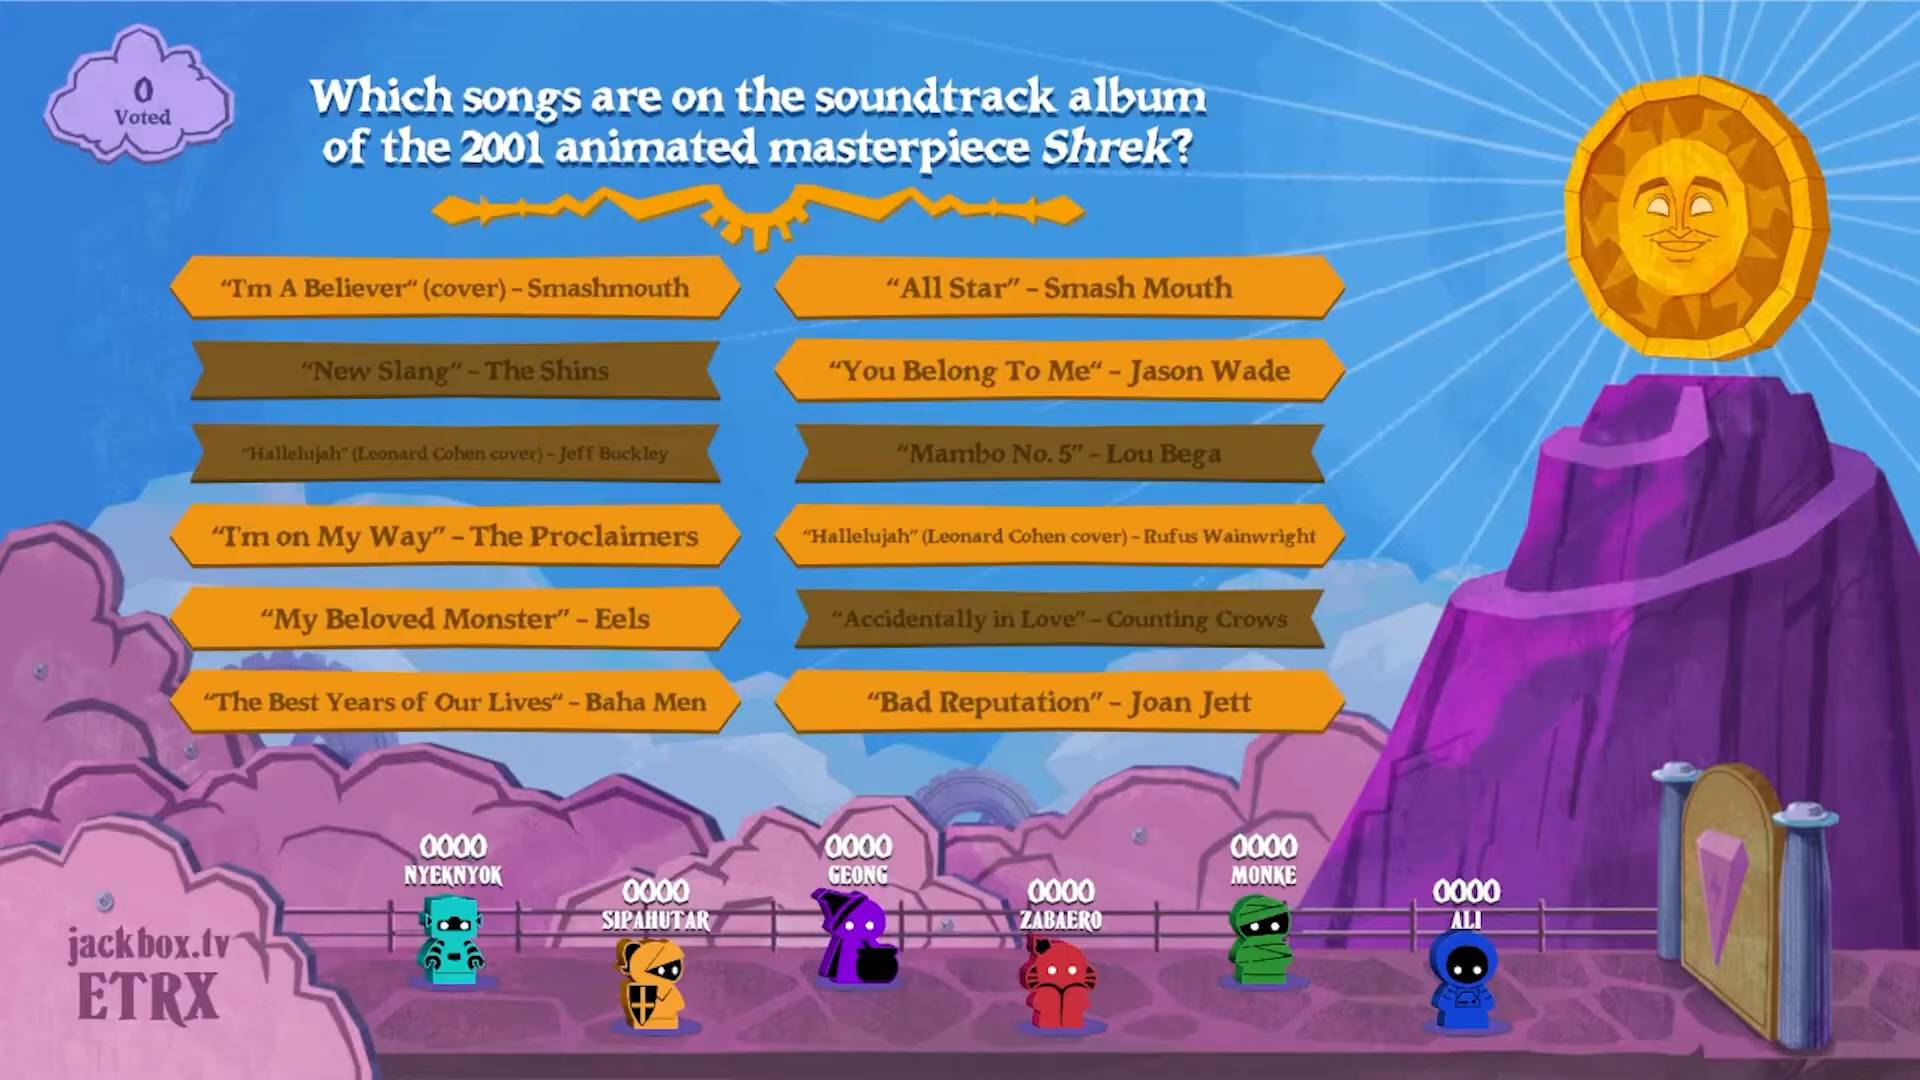 0
Voted
Which songs are on the soundtrack album
of the 2001 animated masterpiece Shrek?
“I'm A Believer“ (cover) – Smashmouth
“All Star” – Smash Mouth
“New Slang“ – The Shins
“You Belong To Me“ – Jason Wade
“Hallelujah” (Leonard Cohen cover) – Jeff Buckley
“Mambo No. 5” – Lou Bega
“I'm on My Way” – The Proclaimers
“Hallelujah” (Leonard Cohen cover) – Rufus Wainwright
“My Beloved Monster” – Eels
“Accidentally in Love” – Counting Crows
“The Best Years of Our Lives“ – Baha Men
“Bad Reputation” – Joan Jett
0000
NYEKNYOK
0000
SIPAHUTAR
0000
GEONG
0000
ZABAERO
0000
MONKE
0000
ALI
jackbox.tv
ETRX